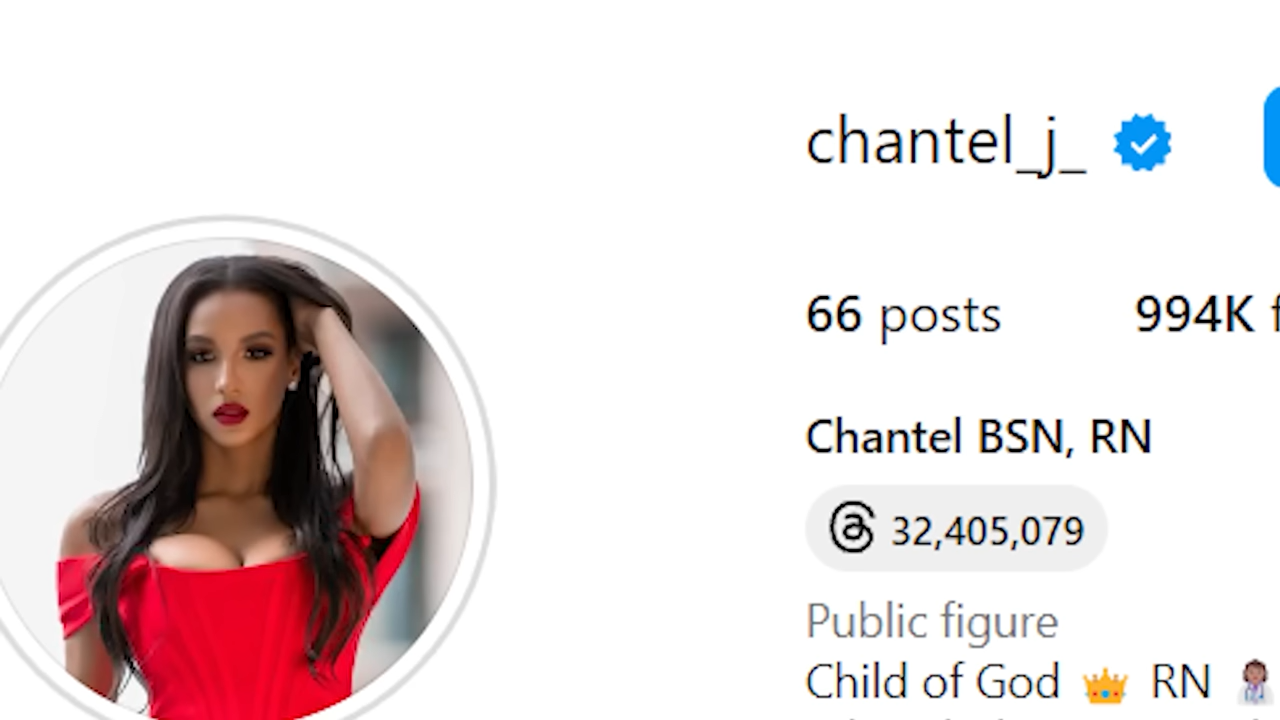 chantel_j_
66 posts 994K
Chantel BSN, RN
32,405,079
Public figure
Child of God 👑 RN